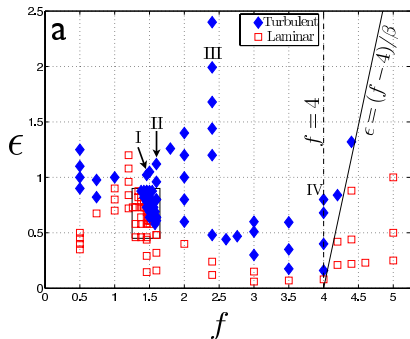 a
Turbulent
Laminar
2.5
2
1.5
1
0.5
0
ϵ
III
II
I
IV
f = 4
ϵ = (f − 4)/β
0 0.5 1 1.5 2 2.5 3 3.5 4 4.5 5
f